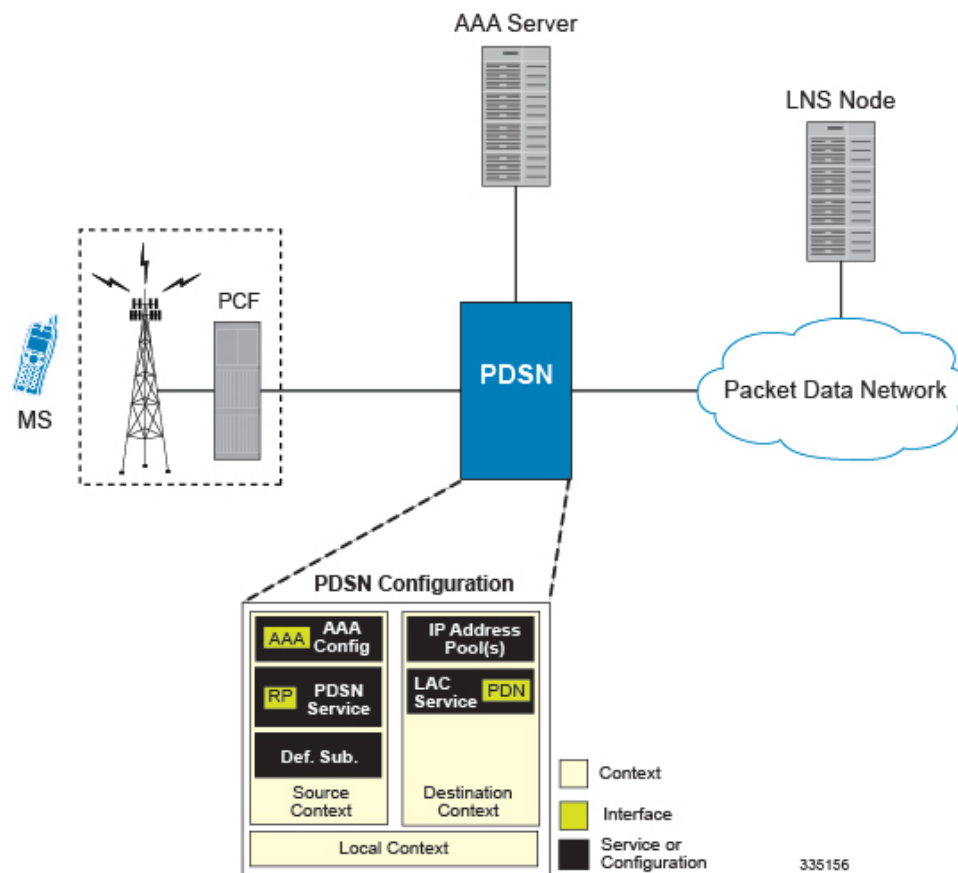 AAA Server
LNS Node
PCF
MS
PDSN
Packet Data Network
PDSN Configuration
AAA
AAA
Config
RP
PDSN
Service
Def. Sub.
Source
Context
IP Address
Pool(s)
LAC
Service
PDN
Destination
Context
Local Context
Context
Interface
Service or
Configuration
335156